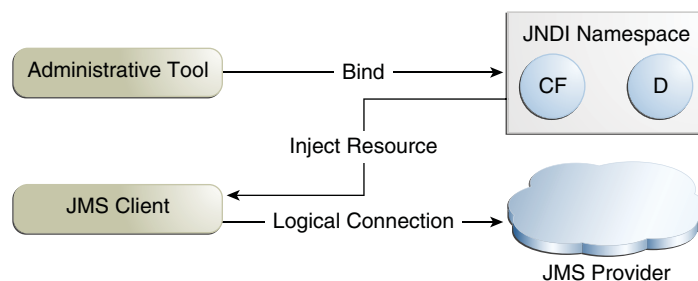 JNDI Namespace
Administrative Tool
Bind
CF
D
Inject Resource
JMS Client
Logical Connection
JMS Provider